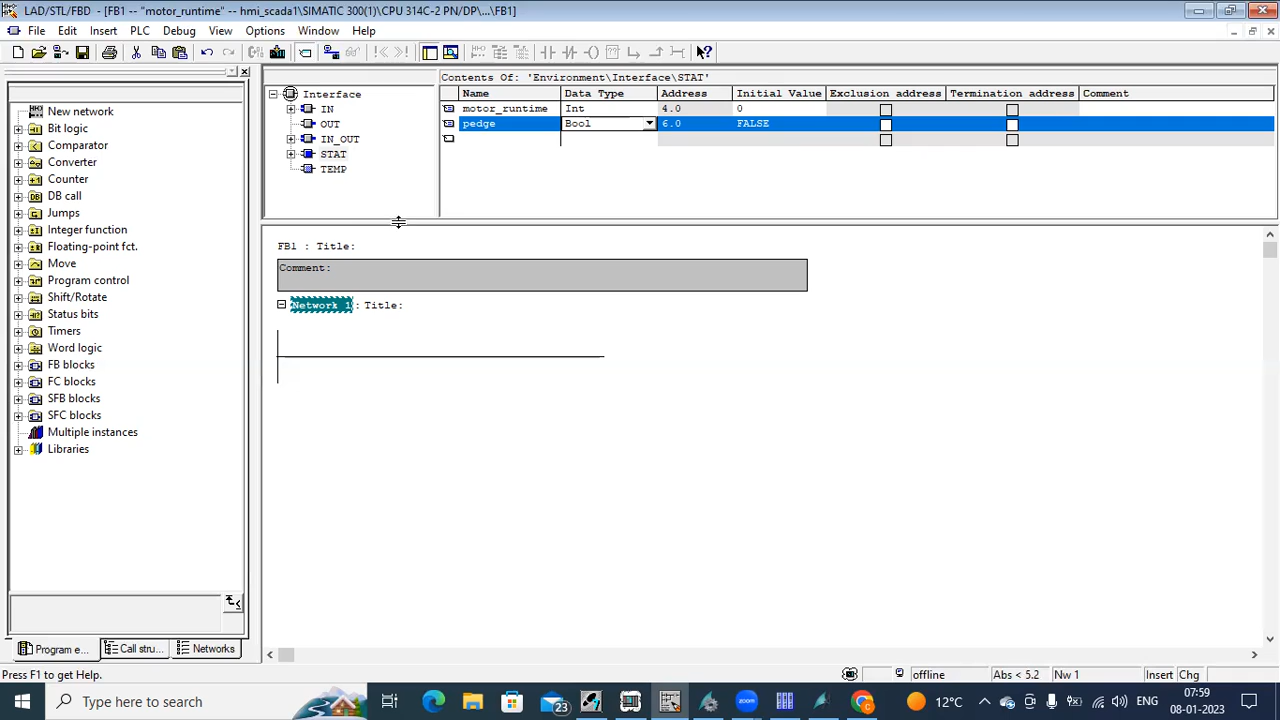 LAD/STL/FBD - [FB1 -- "motor_runtime" -- hmi_scada1\SIMATIC 300(1)\CPU 314C-2 PN/DP\...\FB1]
File Edit Insert PLC Debug View Options Window Help
New network
Bit logic
Comparator
Converter
Counter
DB call
Jumps
Integer function
Floating-point fct.
Move
Program control
Shift/Rotate
Status bits
Timers
Word logic
FB blocks
FC blocks
SFB blocks
SFC blocks
Multiple instances
Libraries
Program e... Call stru... Networks
Interface
IN
OUT
IN_OUT
STAT
TEMP
Contents Of: 'Environment\Interface\STAT'
Name Data Type Address Initial Value Exclusion address Termination address Comment
motor_runtime Int 4.0 0
pedge Bool 6.0 FALSE
FB1 : Title:
Comment:
Network 1: Title:
Press F1 to get Help. offline Abs < 5.2 Nw 1 Insert Chg
Type here to search 23 zoom 12°C ENG 07:59
08-01-2023